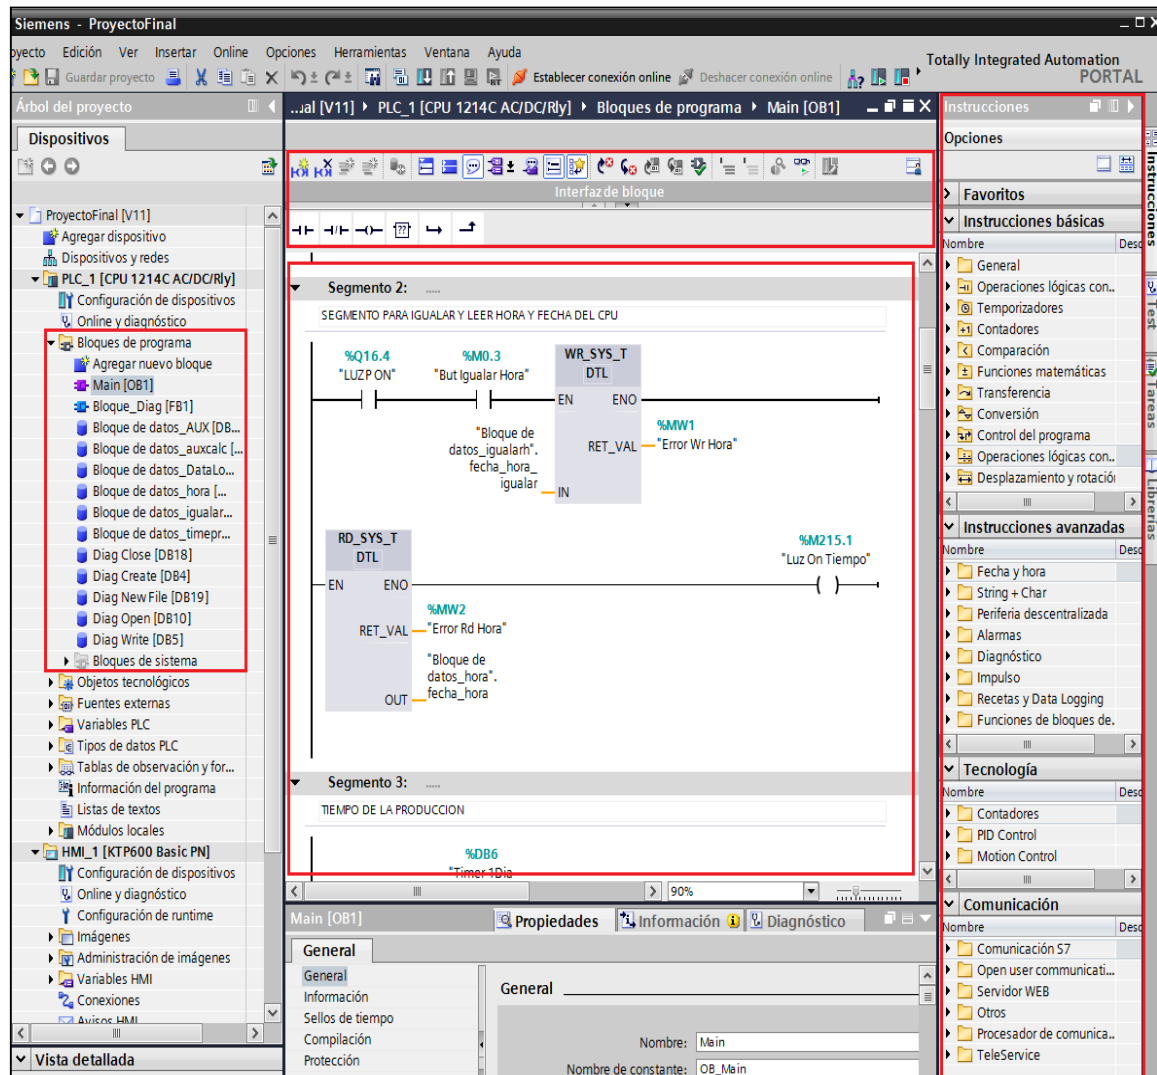 Siemens - ProyectoFinal
oyecto Edición Ver Insertar Online Opciones Herramientas Ventana Ayuda
Totally Integrated Automation
PORTAL
Guardar proyecto Establecer conexión online Deshacer conexión online
Árbol del proyecto
...al [V11] PLC_1 [CPU 1214C AC/DC/Rly] Bloques de programa Main [OB1]
Instrucciones
Dispositivos
Opciones
Interfaz de bloque
ProyectoFinal [V11]
Agregar dispositivo
Dispositivos y redes
PLC_1 [CPU 1214C AC/DC/Rly]
Configuración de dispositivos
Online y diagnóstico
Bloques de programa
Agregar nuevo bloque
Main [OB1]
Bloque_Diag [FB1]
Bloque de datos_AUX [DB...
Bloque de datos_auxcalc [...
Bloque de datos_DataLo...
Bloque de datos_hora [...
Bloque de datos_igualar...
Bloque de datos_timepr...
Diag Close [DB18]
Diag Create [DB4]
Diag New File [DB19]
Diag Open [DB10]
Diag Write [DB5]
Bloques de sistema
Objetos tecnológicos
Fuentes externas
Variables PLC
Tipos de datos PLC
Tablas de observación y for...
Información del programa
Listas de textos
Módulos locales
HMI_1 [KTP600 Basic PN]
Configuración de dispositivos
Online y diagnóstico
Configuración de runtime
Imágenes
Administración de imágenes
Variables HMI
Conexiones
Avisos HMI
Vista detallada
Segmento 2: .....
SEGMENTO PARA IGUALAR Y LEER HORA Y FECHA DEL CPU
%Q16.4
"LUZ P ON"
%M0.3
"But Igualar Hora"
WR_SYS_T
DTL
EN ENO
"Bloque de
datos_igualarh".
fecha_hora_
igualar
IN
RET_VAL
%MW1
"Error Wr Hora"
RD_SYS_T
DTL
EN ENO
%M215.1
"Luz On Tiempo"
RET_VAL
%MW2
"Error Rd Hora"
OUT
"Bloque de
datos_hora".
fecha_hora
Segmento 3: .....
TIEMPO DE LA PRODUCCION
%DB6
"Timer 1Dia
90%
Main [OB1]
Propiedades Información Diagnóstico
General
General
Información
Sellos de tiempo
Compilación
Protección
General
Nombre: Main
Nombre de constante: OB_Main
Favoritos
Instrucciones básicas
Nombre Desc
General
Operaciones lógicas con..
Temporizadores
Contadores
Comparación
Funciones matemáticas
Transferencia
Conversión
Control del programa
Operaciones lógicas con..
Desplazamiento y rotació
Instrucciones avanzadas
Nombre Desc
Fecha y hora
String + Char
Periferia descentralizada
Alarmas
Diagnóstico
Impulso
Recetas y Data Logging
Funciones de bloques de.
Tecnología
Nombre Desc
Contadores
PID Control
Motion Control
Comunicación
Nombre Desc
Comunicación S7
Open user communicati...
Servidor WEB
Otros
Procesador de comunica..
TeleService
Instrucciones
Test
Tareas
Librerías